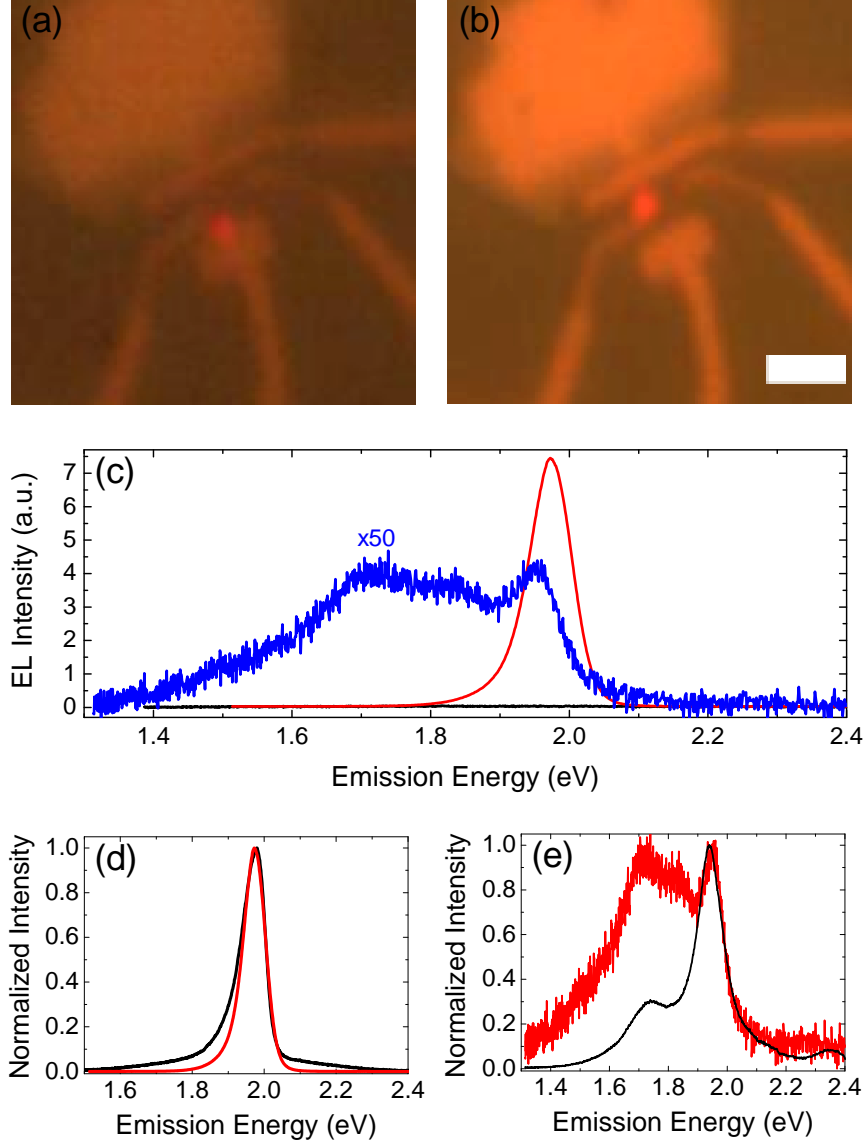 (a)
(b)
(c)
x50
EL Intensity (a.u.)
7
6
5
4
3
2
1
0
1.4 1.6 1.8 2.0 2.2 2.4
Emission Energy (eV)
(d)
Normalized Intensity
1.0
0.8
0.6
0.4
0.2
0.0
1.6 1.8 2.0 2.2 2.4
Emission Energy (eV)
(e)
Normalized Intensity
1.0
0.8
0.6
0.4
0.2
0.0
1.4 1.6 1.8 2.0 2.2 2.4
Emission Energy (eV)